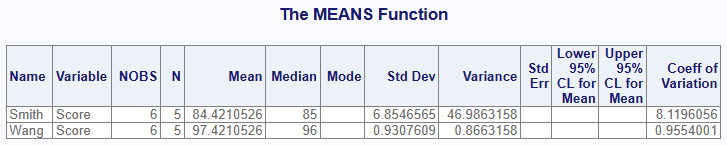 The MEANS Function
Name Variable NOBS N Mean Median Mode Std Dev Variance Std Err Lower 95% CL for Mean Upper 95% CL for Mean Coeff of Variation
Smith Score 6 5 84.4210526 85 6.8546565 46.9863158 8.1196056
Wang Score 6 5 97.4210526 96 0.9307609 0.8663158 0.9554001